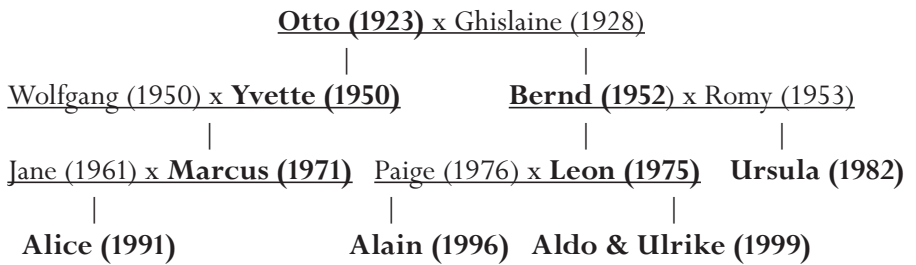 Otto (1923) x Ghislaine (1928)
Wolfgang (1950) x Yvette (1950) Bernd (1952) x Romy (1953)
Jane (1961) x Marcus (1971) Paige (1976) x Leon (1975) Ursula (1982)
Alice (1991) Alain (1996) Aldo & Ulrike (1999)